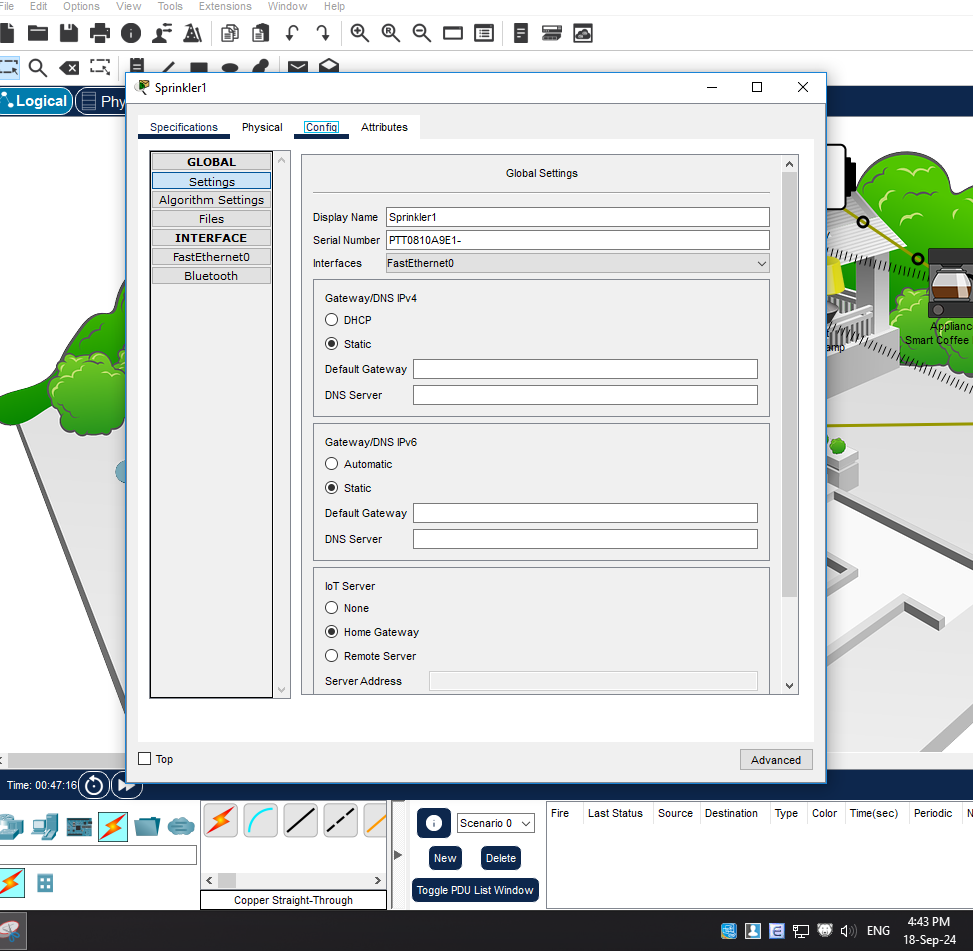 File Edit Options View Tools Extensions Window Help
Sprinkler1
Logical
Phy
Specifications Physical Config Attributes
GLOBAL
Settings
Algorithm Settings
Files
INTERFACE
FastEthernet0
Bluetooth
Global Settings
Display Name Sprinkler1
Serial Number PTT0810A9E1-
Interfaces FastEthernet0
Gateway/DNS IPv4
DHCP
Static
Default Gateway
DNS Server
Gateway/DNS IPv6
Automatic
Static
Default Gateway
DNS Server
IoT Server
None
Home Gateway
Remote Server
Server Address
Top
Advanced
Applianc
Smart Coffee
amp
Time: 00:47:16
Scenario 0
New Delete
Toggle PDU List Window
Fire Last Status Source Destination Type Color Time(sec) Periodic N
Copper Straight-Through
ENG
4:43 PM
18-Sep-24